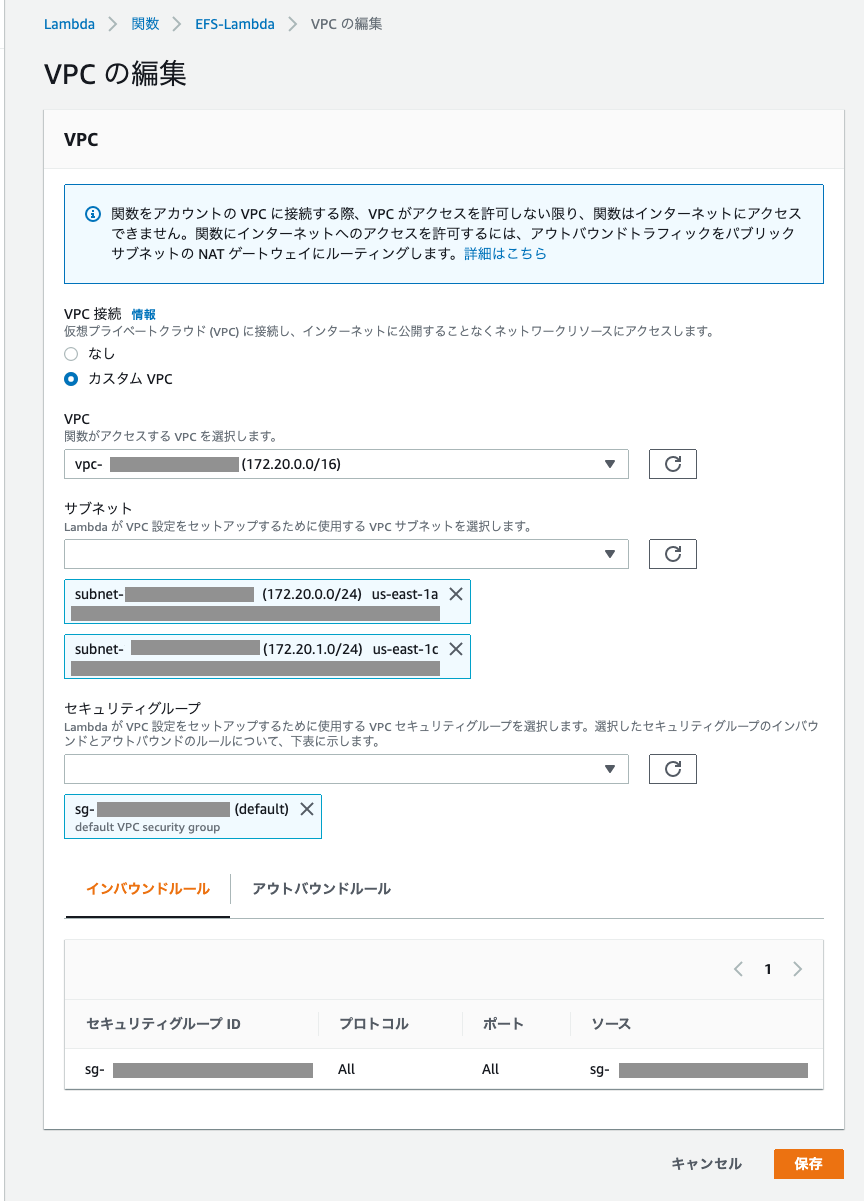 Lambda > 関数 > EFS-Lambda > VPC の編集
VPC の編集
VPC
関数をアカウントの VPC に接続する際、VPC がアクセスを許可しない限り、関数はインターネットにアクセス
できません。関数にインターネットへのアクセスを許可するには、アウトバウンドトラフィックをパブリック
サブネットの NAT ゲートウェイにルーティングします。詳細はこちら
VPC 接続 情報
仮想プライベートクラウド (VPC) に接続し、インターネットに公開することなくネットワークリソースにアクセスします。
なし
カスタム VPC
VPC
関数がアクセスする VPC を選択します。
vpc- (172.20.0.0/16)
サブネット
Lambda が VPC 設定をセットアップするために使用する VPC サブネットを選択します。
subnet- (172.20.0.0/24) us-east-1a
subnet- (172.20.1.0/24) us-east-1c
セキュリティグループ
Lambda が VPC 設定をセットアップするために使用する VPC セキュリティグループを選択します。選択したセキュリティグループのインバウ
ンドとアウトバウンドのルールについて、下表に示します。
sg- (default)
default VPC security group
インバウンドルール アウトバウンドルール
1
セキュリティグループ ID プロトコル ポート ソース
sg- All All sg-
キャンセル 保存